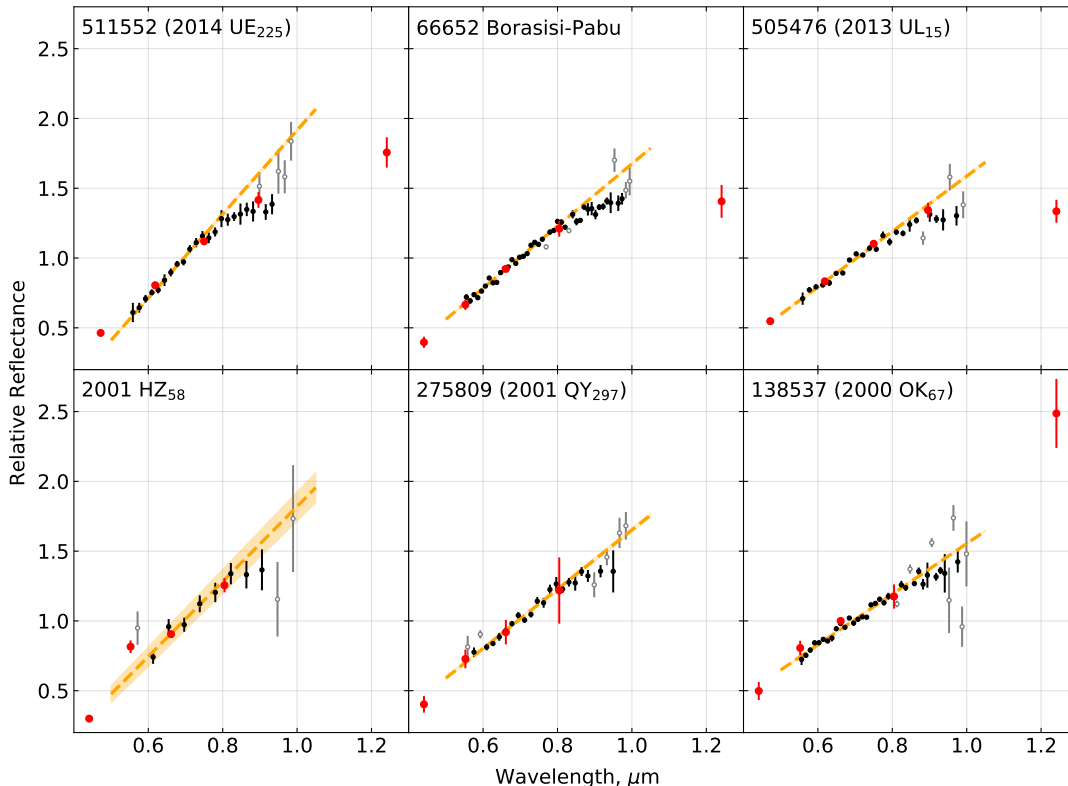 511552 (2014 UE₂₂₅)
66652 Borasisi-Pabu
505476 (2013 UL₁₅)
2.5
2.0
1.5
1.0
0.5
Relative Reflectance
2001 HZ₅₈
275809 (2001 QY₂₉₇)
138537 (2000 OK₆₇)
2.5
2.0
1.5
1.0
0.5
0.6 0.8 1.0 1.2
0.6 0.8 1.0 1.2
0.6 0.8 1.0 1.2
Wavelength, μm